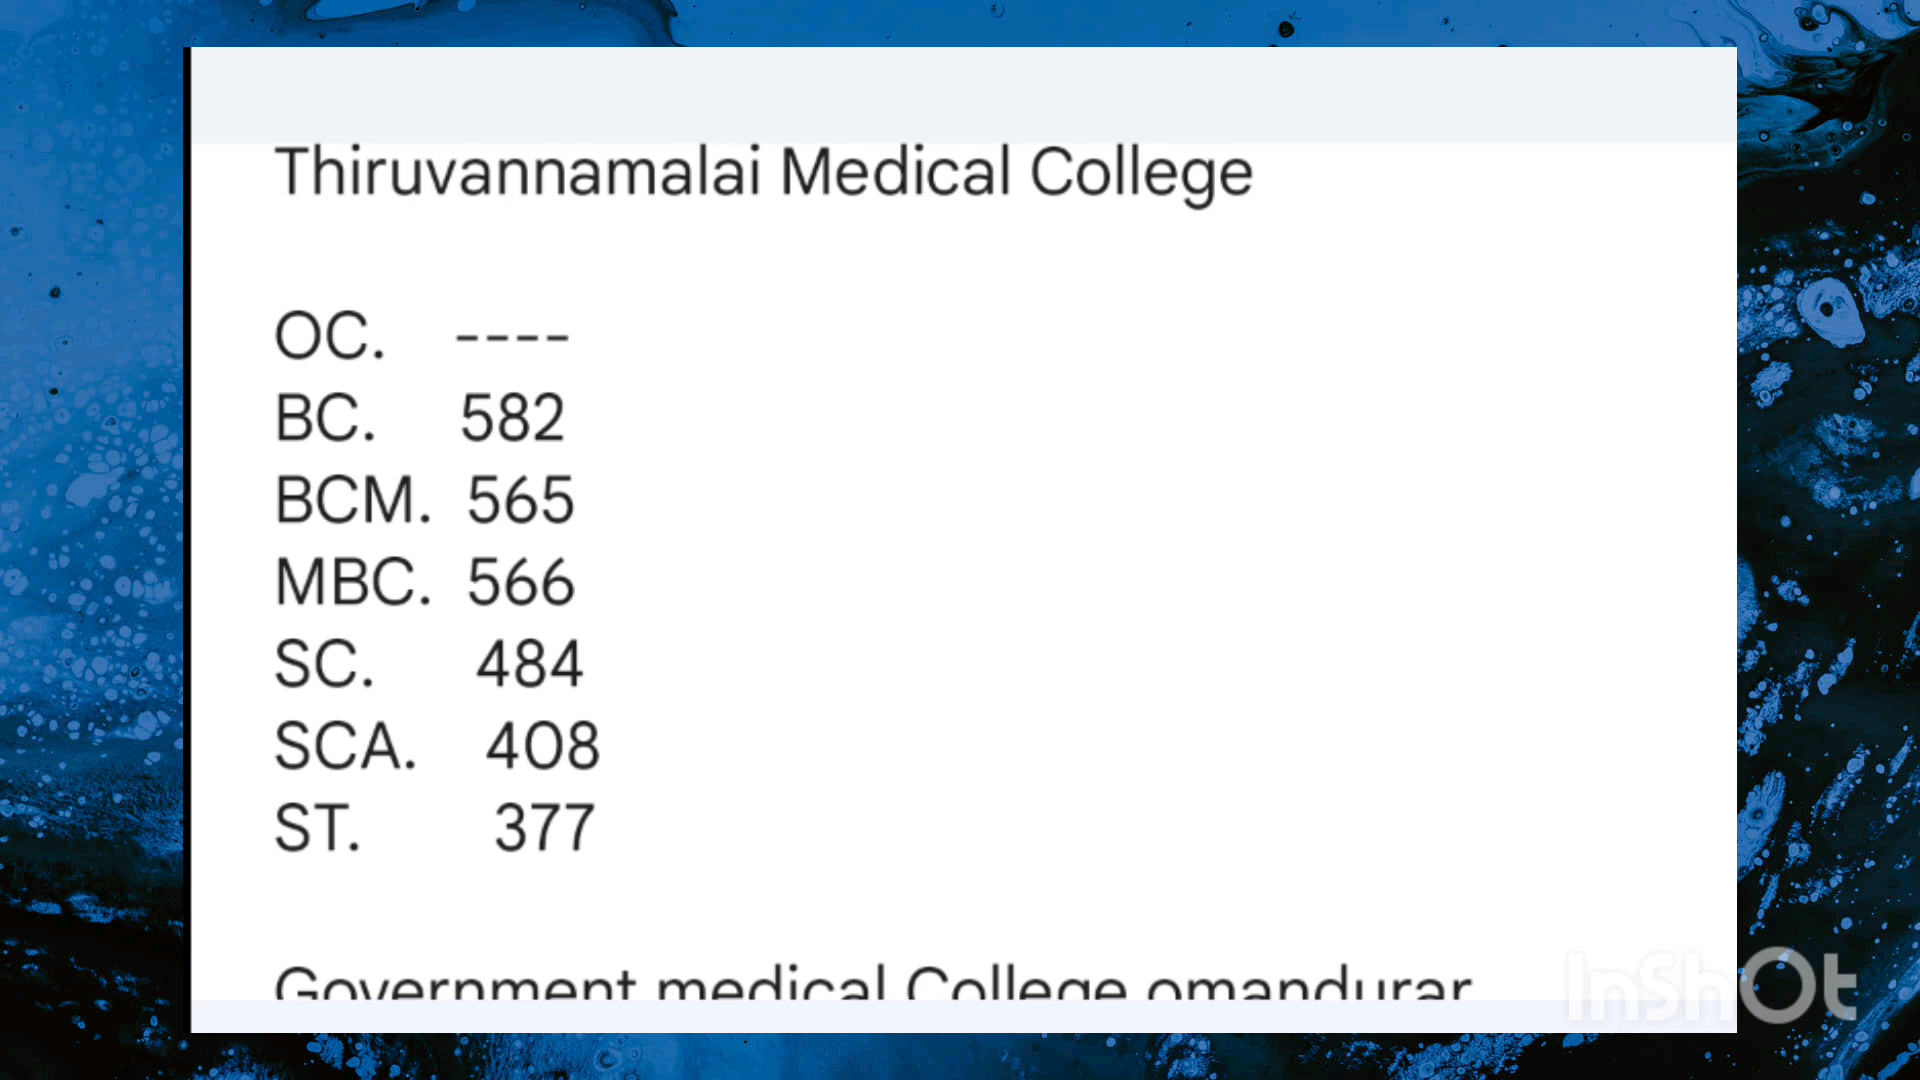 Thiruvannamalai Medical College
OC. ----
BC. 582
BCM. 565
MBC. 566
SC. 484
SCA. 408
ST. 377
Government medical College omandurar
InShOt